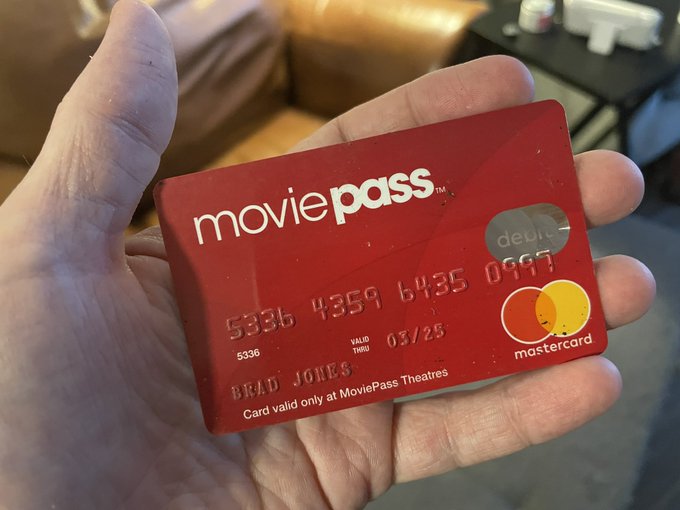 moviepass™
debit
5336 4359 6435 0997
5336
VALID
THRU
03/25
mastercard
BRAD JONES
Card valid only at MoviePass Theatres